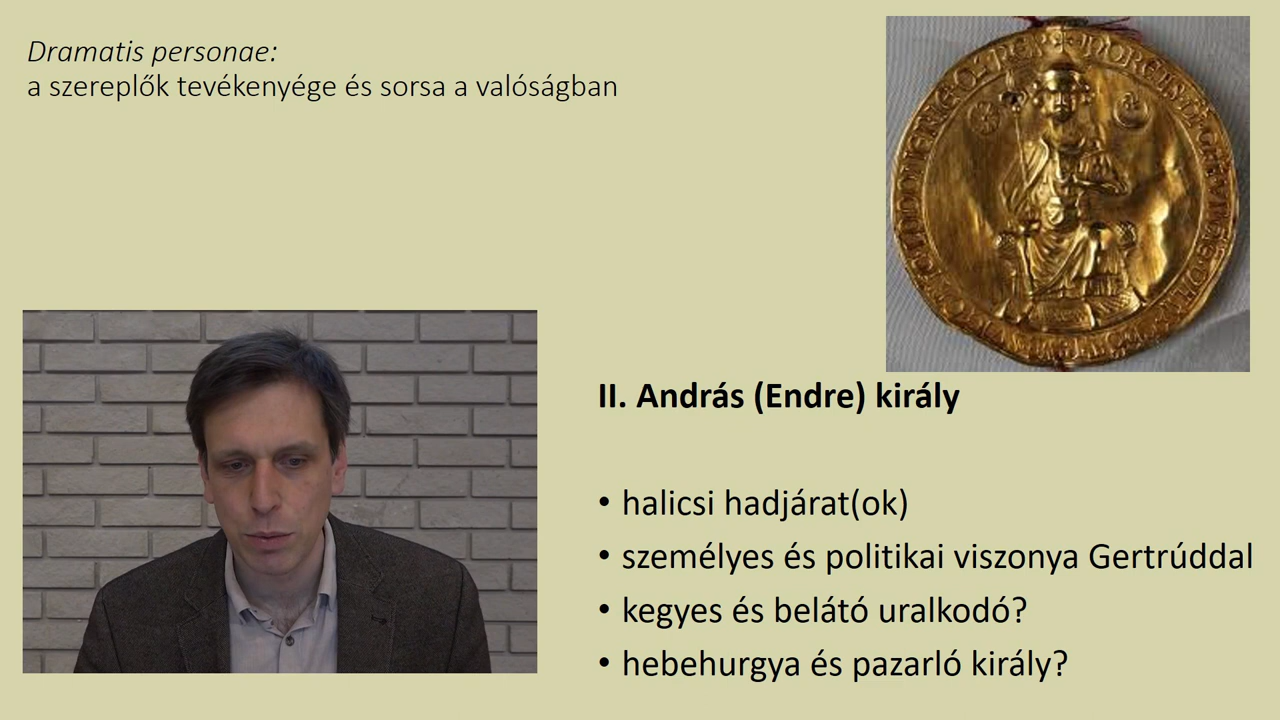 Dramatis personae:
a szereplők tevékenyége és sorsa a valóságban
II. András (Endre) király
• halicsi hadjárat(ok)
• személyes és politikai viszonya Gertrúddal
• kegyes és belátó uralkodó?
• hebehurgya és pazarló király?